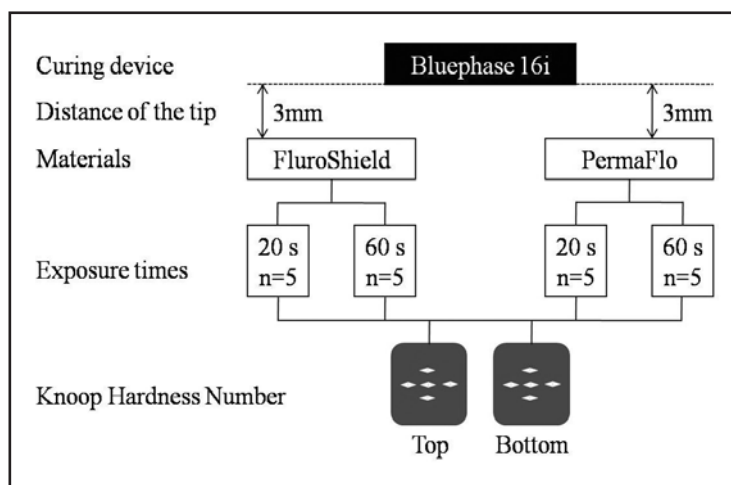 Curing device
Bluephase 16i
Distance of the tip
3mm
3mm
Materials
FluroShield
PermaFlo
Exposure times
20 s
n=5
60 s
n=5
20 s
n=5
60 s
n=5
Knoop Hardness Number
Top
Bottom